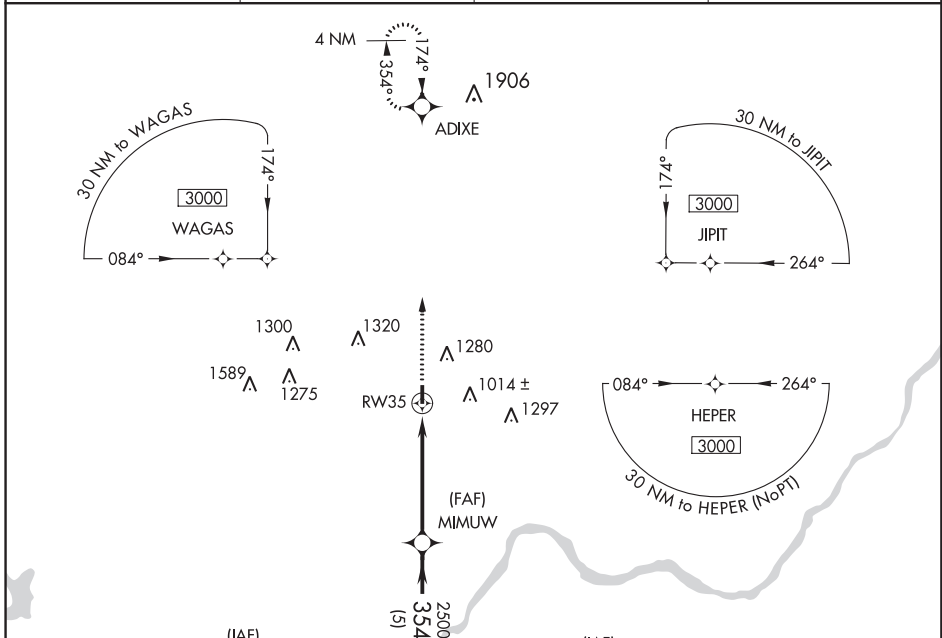 4 NM
174°
354°
1906
ADIXE
30 NM to WAGAS
174°
3000
WAGAS
084°
30 NM to JIPIT
174°
3000
JIPIT
264°
1300
1320
1280
1589
1275
1014 ±
RW35
1297
084°
264°
HEPER
3000
30 NM to HEPER (NoPT)
(FAF)
MIMUW
2500
354
(5)
(IAF)